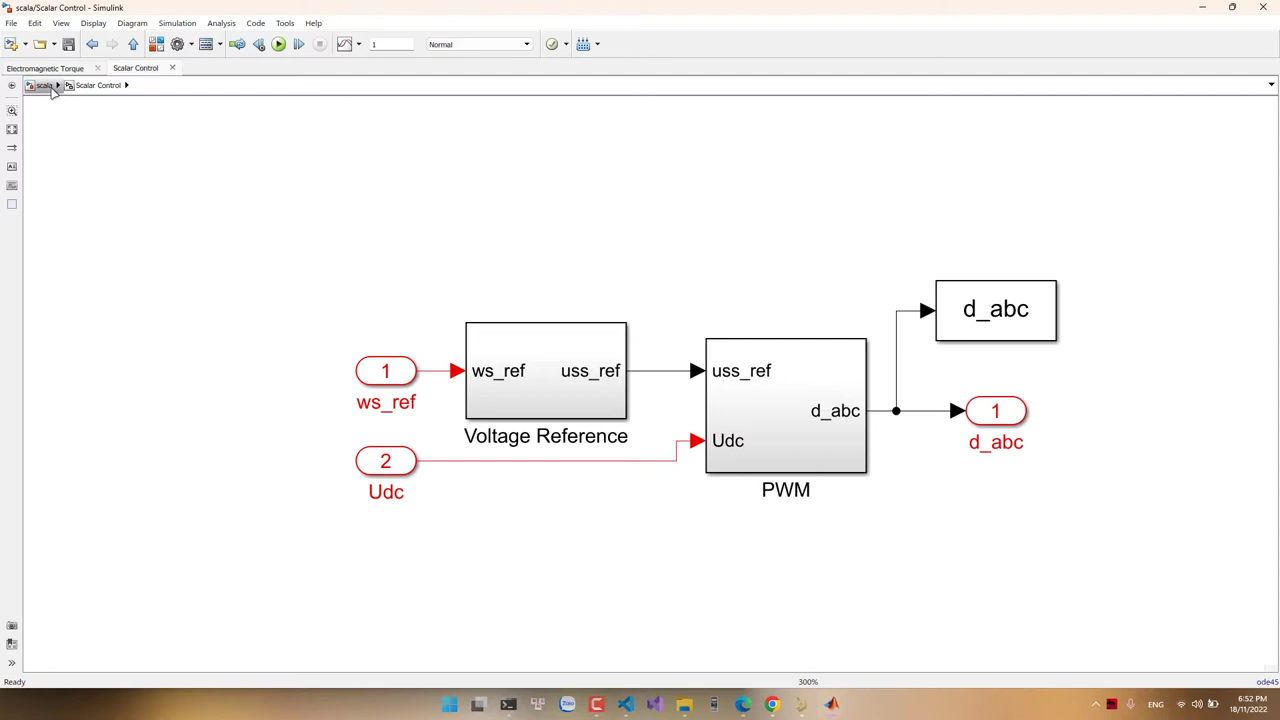 scala/Scalar Control - Simulink
File Edit View Display Diagram Simulation Analysis Code Tools Help
1 Normal
Electromagnetic Torque Scalar Control
scala Scalar Control
d_abc
1 ws_ref uss_ref uss_ref
ws_ref
d_abc 1
Voltage Reference Udc d_abc
2
Udc PWM
Ready 300% ode45
Zalo
ENG 6:52 PM
18/11/2022